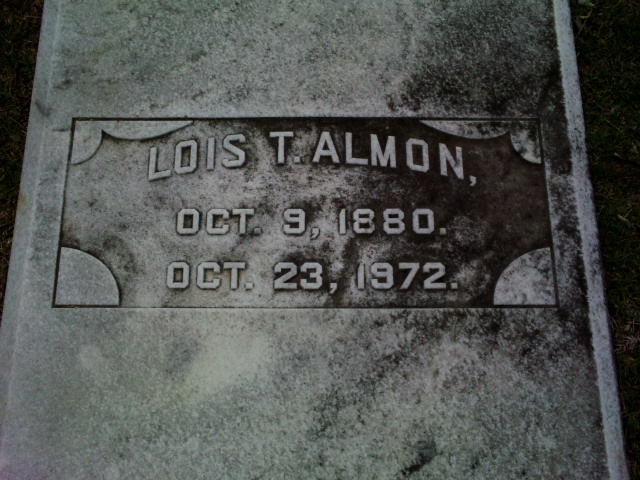 LOIS T. ALMON,
OCT. 9, 1880.
OCT. 23, 1972.